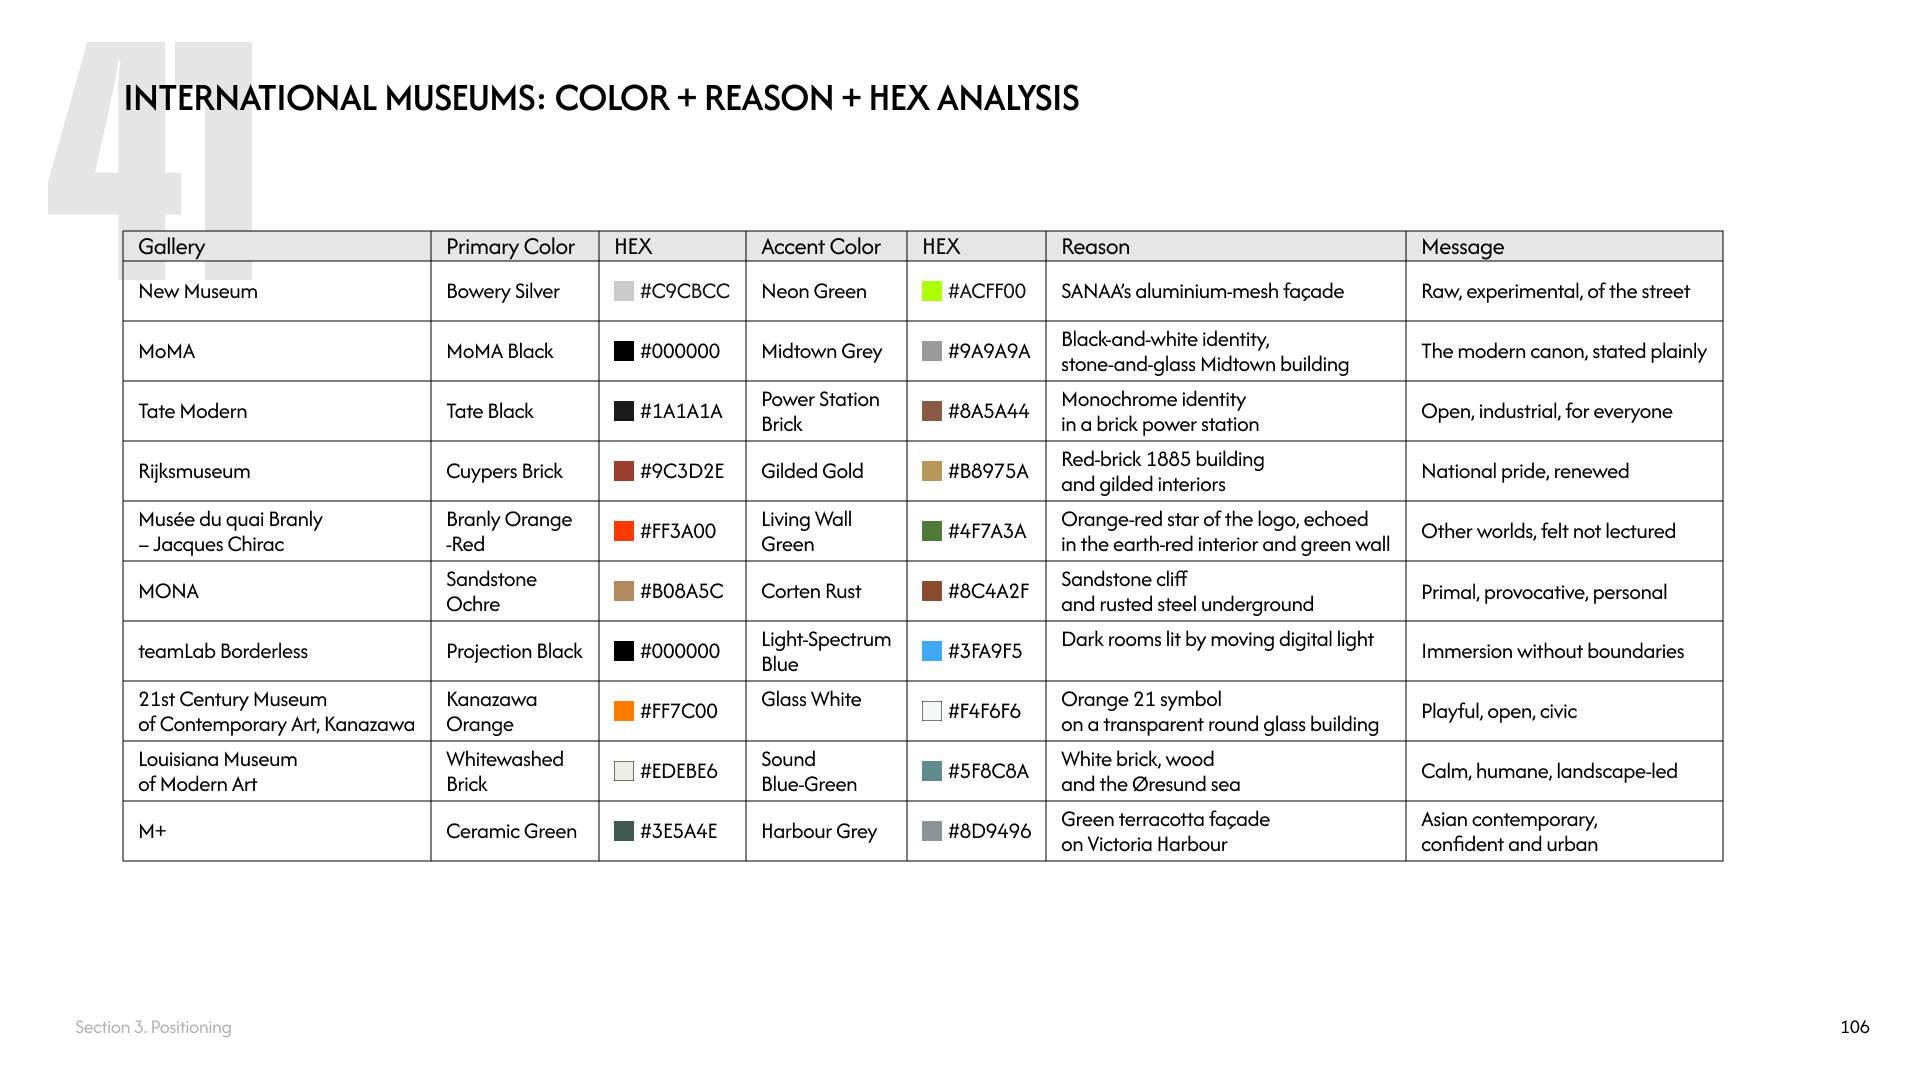 41
INTERNATIONAL MUSEUMS: COLOR + REASON + HEX ANALYSIS
Gallery Primary Color HEX Accent Color HEX Reason Message
New Museum Bowery Silver #C9CBCC Neon Green #ACFF00 SANAA’s aluminium-mesh façade Raw, experimental, of the street
MoMA MoMA Black #000000 Midtown Grey #9A9A9A Black-and-white identity,
stone-and-glass Midtown building The modern canon, stated plainly
Tate Modern Tate Black #1A1A1A Power Station
Brick #8A5A44 Monochrome identity
in a brick power station Open, industrial, for everyone
Rijksmuseum Cuypers Brick #9C3D2E Gilded Gold #B8975A Red-brick 1885 building
and gilded interiors National pride, renewed
Musée du quai Branly
– Jacques Chirac Branly Orange
-Red #FF3A00 Living Wall
Green #4F7A3A Orange-red star of the logo, echoed
in the earth-red interior and green wall Other worlds, felt not lectured
MONA Sandstone
Ochre #B08A5C Corten Rust #8C4A2F Sandstone cliff
and rusted steel underground Primal, provocative, personal
teamLab Borderless Projection Black #000000 Light-Spectrum
Blue #3FA9F5 Dark rooms lit by moving digital light Immersion without boundaries
21st Century Museum
of Contemporary Art, Kanazawa Kanazawa
Orange #FF7C00 Glass White #F4F6F6 Orange 21 symbol
on a transparent round glass building Playful, open, civic
Louisiana Museum
of Modern Art Whitewashed
Brick #EDEBE6 Sound
Blue-Green #5F8C8A White brick, wood
and the Øresund sea Calm, humane, landscape-led
M+ Ceramic Green #3E5A4E Harbour Grey #8D9496 Green terracotta façade
on Victoria Harbour Asian contemporary,
confident and urban
Section 3. Positioning
106